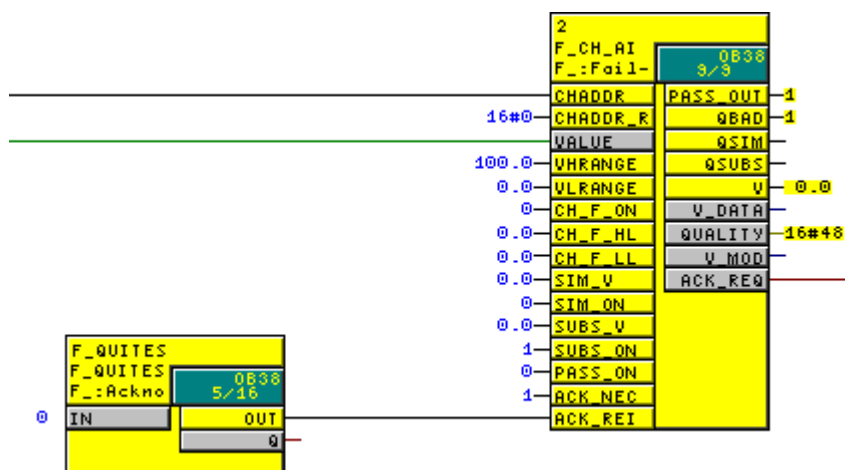 2
F_CH_AI
F_:Fail-
OB38
9/9
CHADDR PASS_OUT 1
16#0 CHADDR_R QBAD 1
VALUE QSIM
100.0 VHRANGE QSUBS
0.0 VLRANGE V 0.0
0 CH_F_ON V_DATA
0.0 CH_F_HL QUALITY 16#48
0.0 CH_F_LL V_MOD
0.0 SIM_V ACK_REQ
0 SIM_ON
0.0 SUBS_V
1 SUBS_ON
0 PASS_ON
1 ACK_NEC
ACK_REI
F_QUITES
F_QUITES
F_:Ackno
OB38
5/16
0 IN OUT
Q